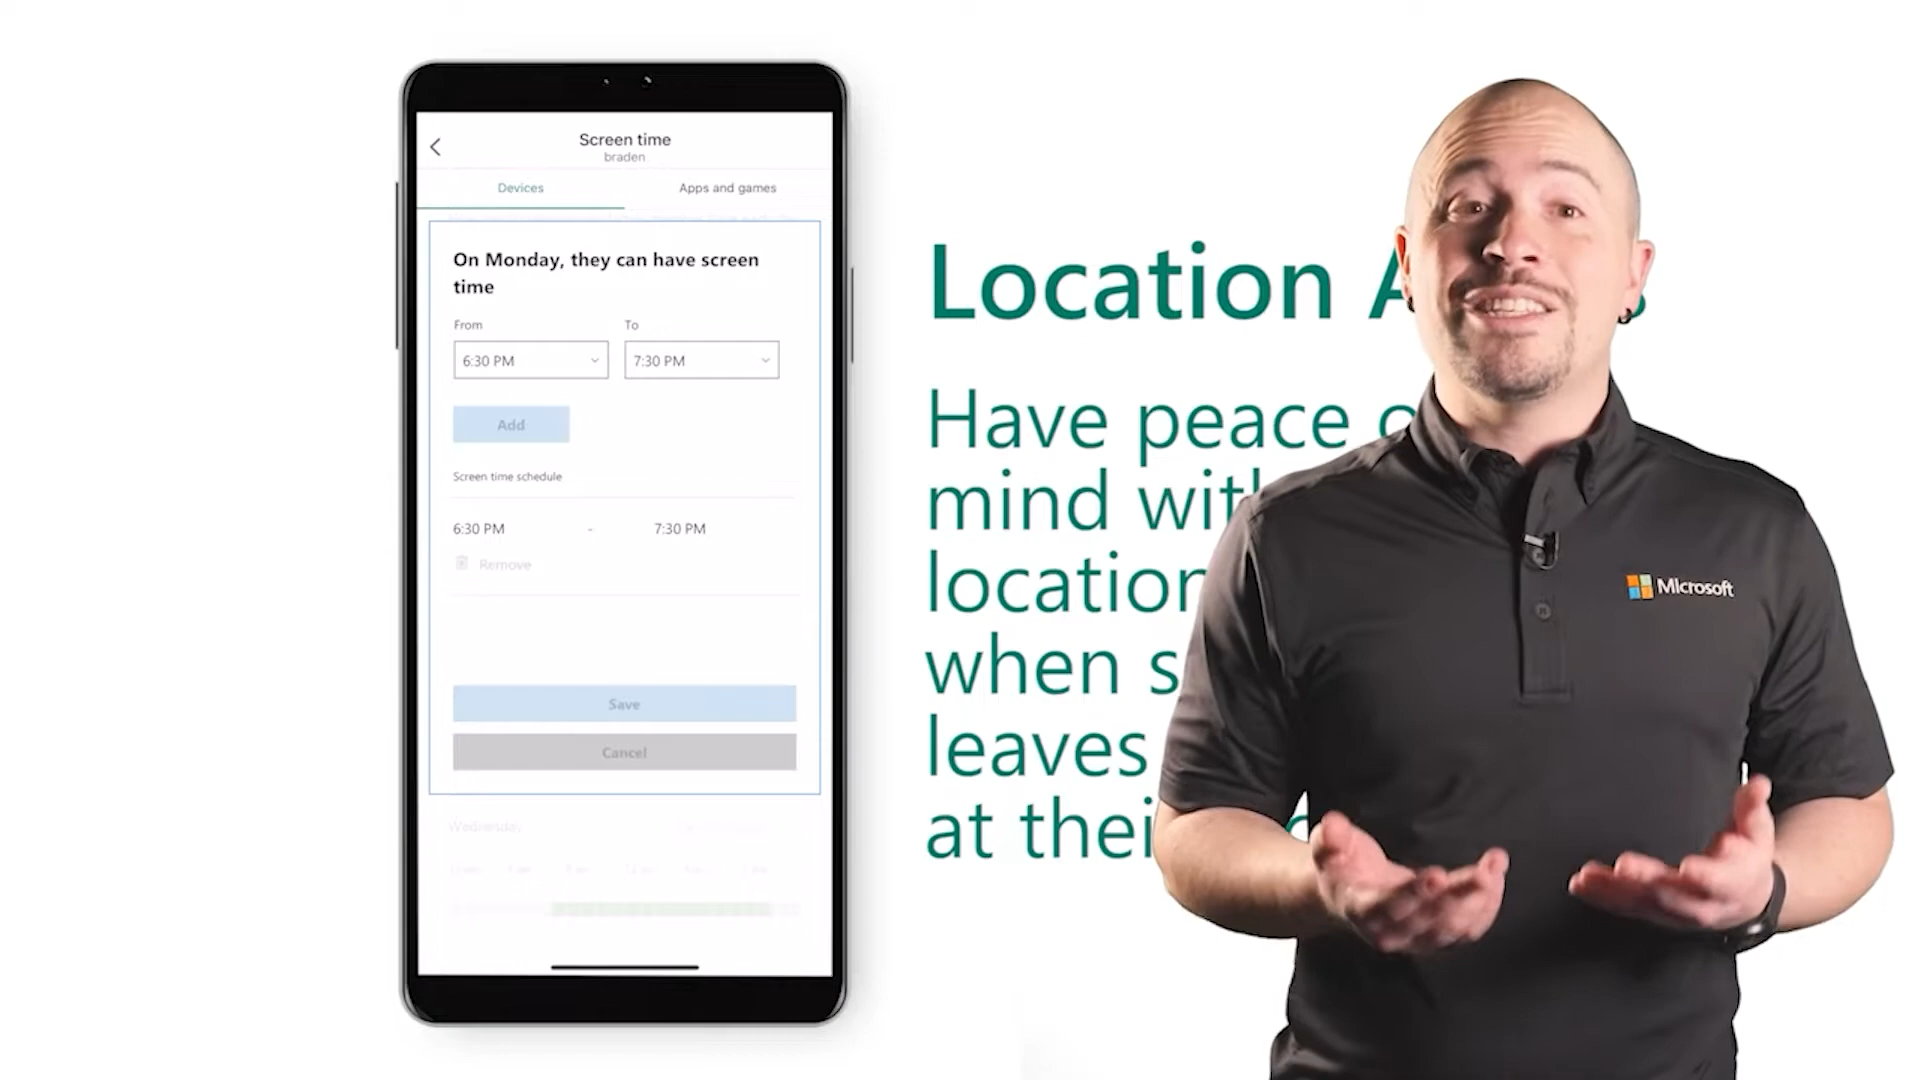 Screen time
braden
Devices
Apps and games
On Monday, they can have screen
time
From
To
6:30 PM
7:30 PM
Add
Screen time schedule
6:30 PM - 7:30 PM
Remove
Save
Cancel
Wednesday
Location
Have peace
mind
location
when
leaves
at
Microsoft